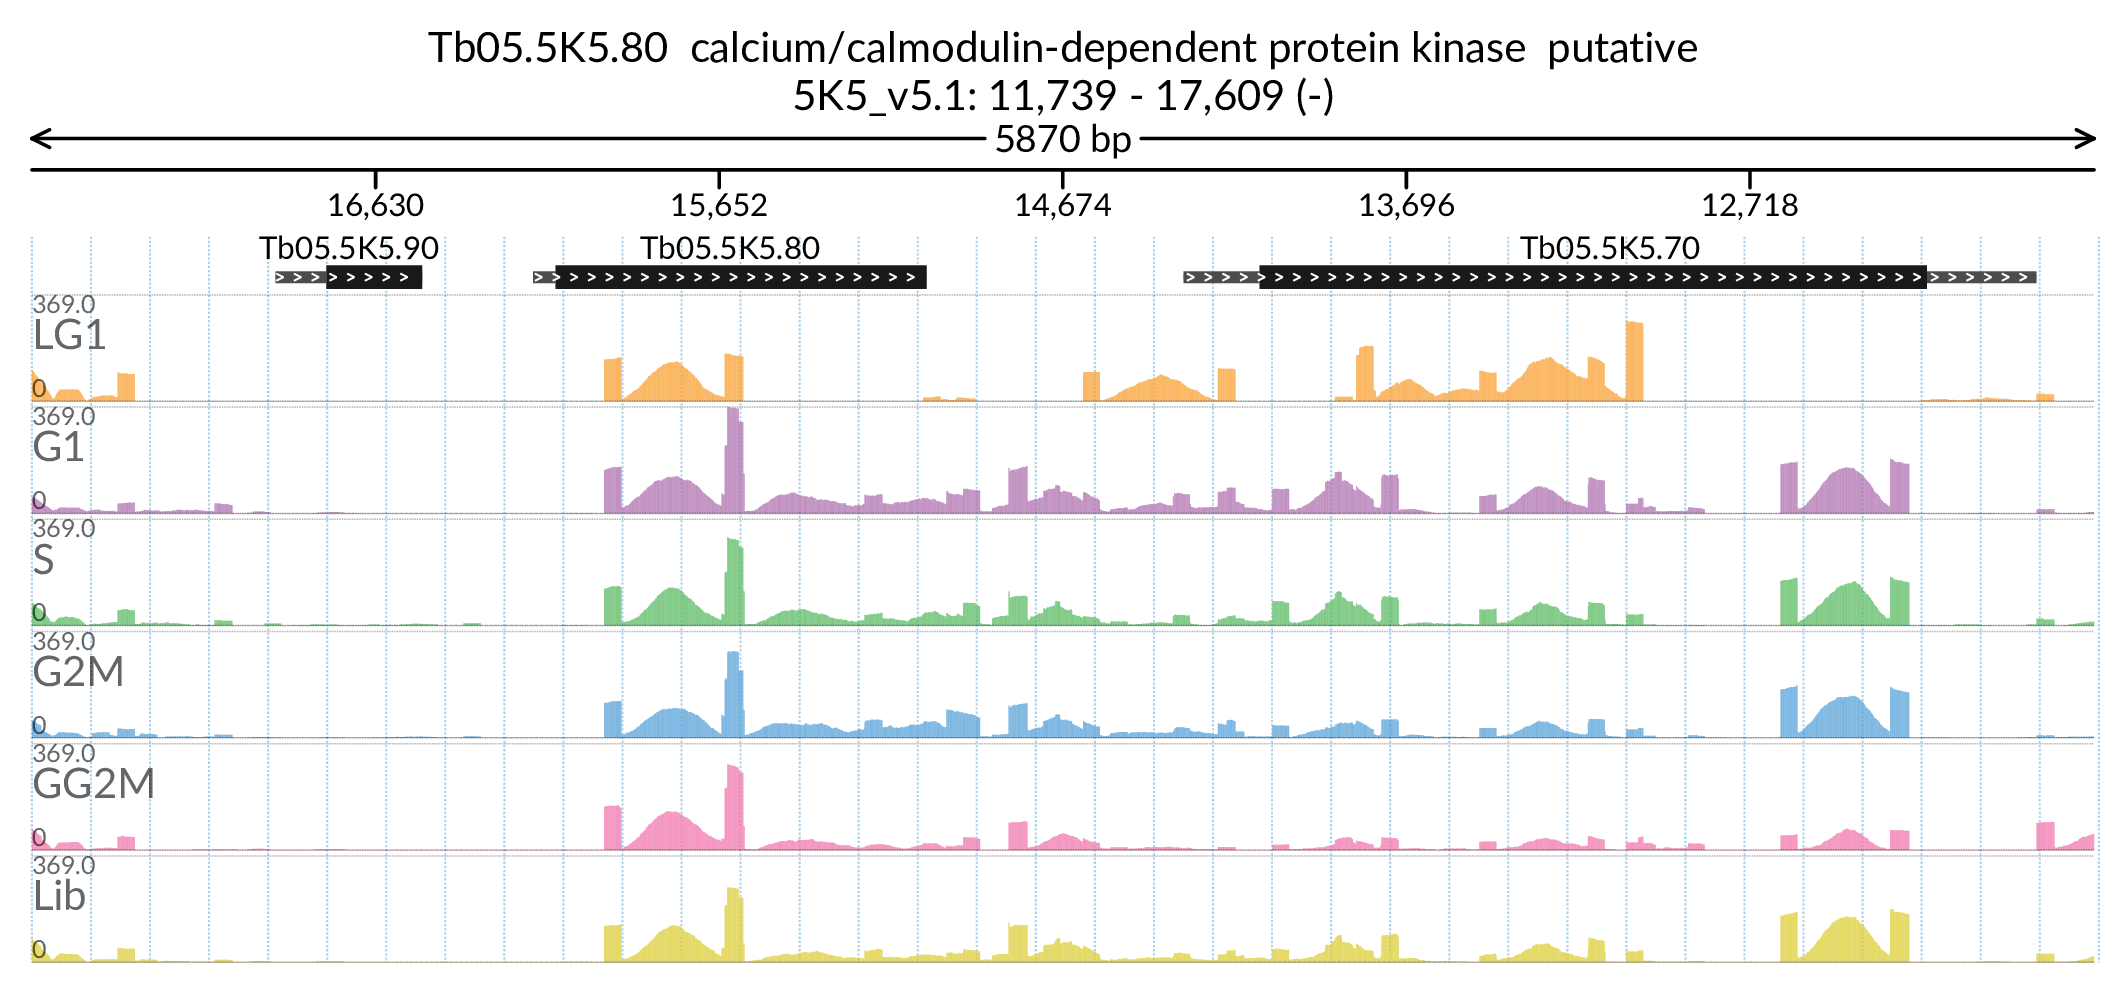 Tb05.5K5.80 calcium/calmodulin-dependent protein kinase putative
5K5_v5.1: 11,739 - 17,609 (-)
5870 bp
16,630 15,652 14,674 13,696 12,718
Tb05.5K5.90 Tb05.5K5.80 Tb05.5K5.70
369.0
LG1
0
369.0
G1
0
369.0
S
0
369.0
G2M
0
369.0
GG2M
0
369.0
Lib
0